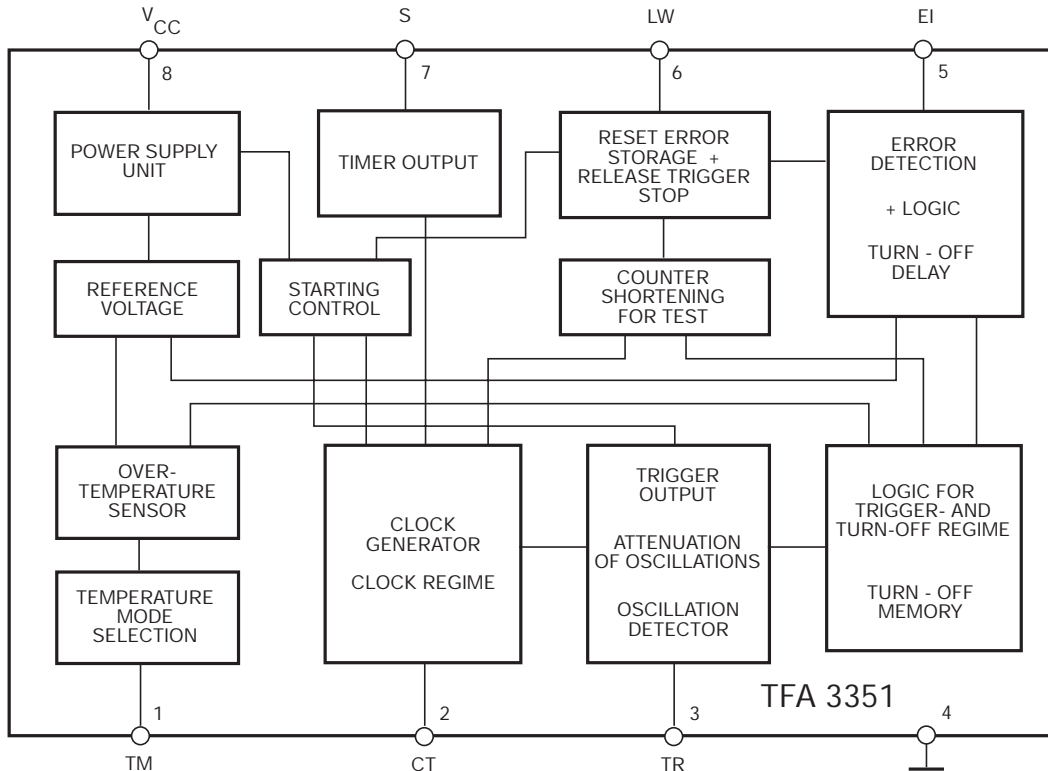 V CC
S
LW
EI
8
7
6
5
POWER SUPPLY
UNIT
TIMER OUTPUT
RESET ERROR
STORAGE +
RELEASE TRIGGER
STOP
ERROR
DETECTION
+ LOGIC
TURN - OFF
DELAY
REFERENCE
VOLTAGE
STARTING
CONTROL
COUNTER
SHORTENING
FOR TEST
OVER-
TEMPERATURE
SENSOR
TEMPERATURE
MODE
SELECTION
CLOCK
GENERATOR
CLOCK REGIME
TRIGGER
OUTPUT
ATTENUATION
OF OSCILLATIONS
OSCILLATION
DETECTOR
LOGIC FOR
TRIGGER- AND
TURN-OFF REGIME
TURN - OFF
MEMORY
TFA 3351
1
2
3
4
TM
CT
TR